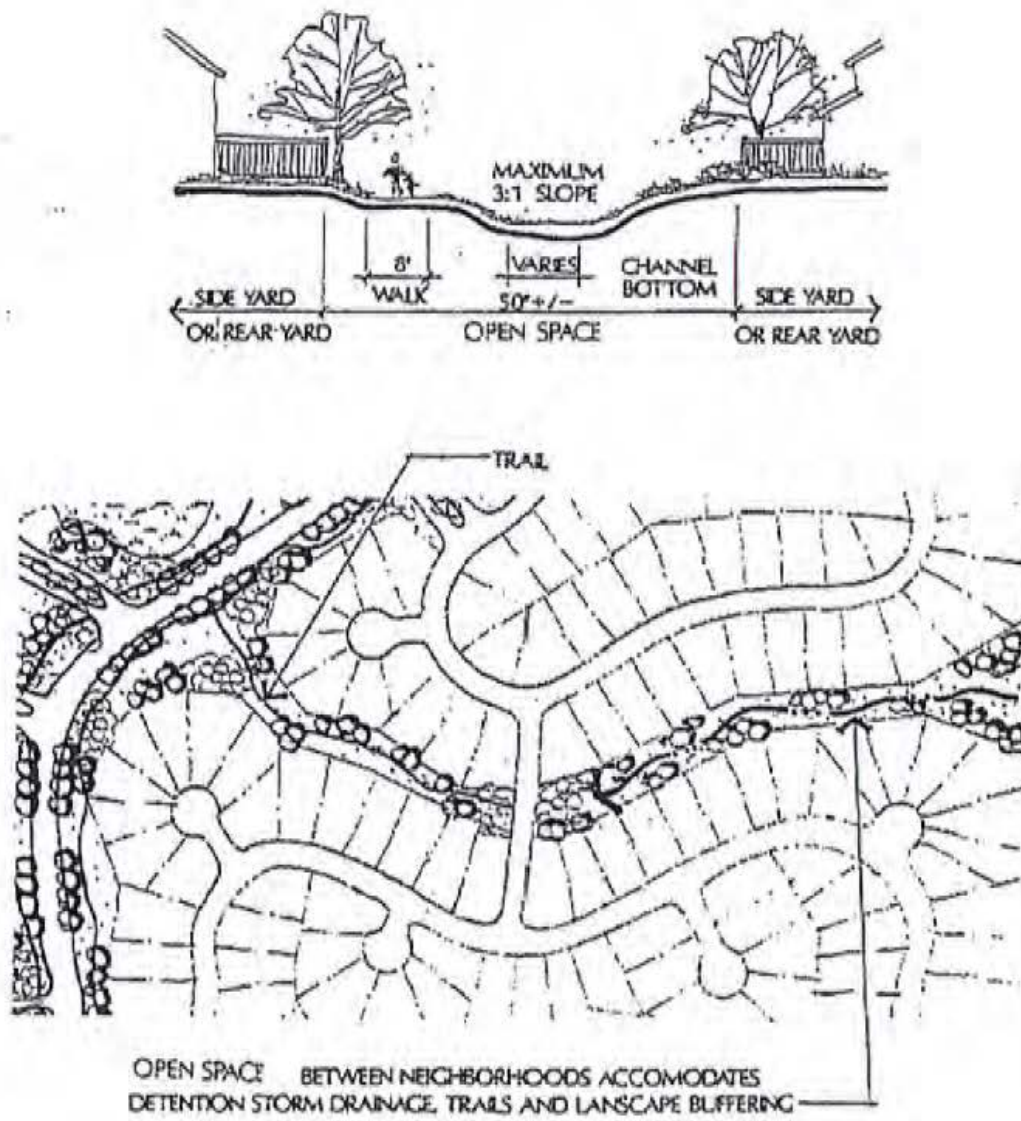 MAXIMUM
3:1 SLOPE
8'
WALK
VARIES
CHANNEL
BOTTOM
50'+/-
SIDE YARD
OR REAR YARD
OPEN SPACE
SIDE YARD
OR REAR YARD
TRAIL
OPEN SPACE BETWEEN NEIGHBORHOODS ACCOMODATES
DETENTION STORM DRAINAGE, TRAILS AND LANSCAPE BUFFERING